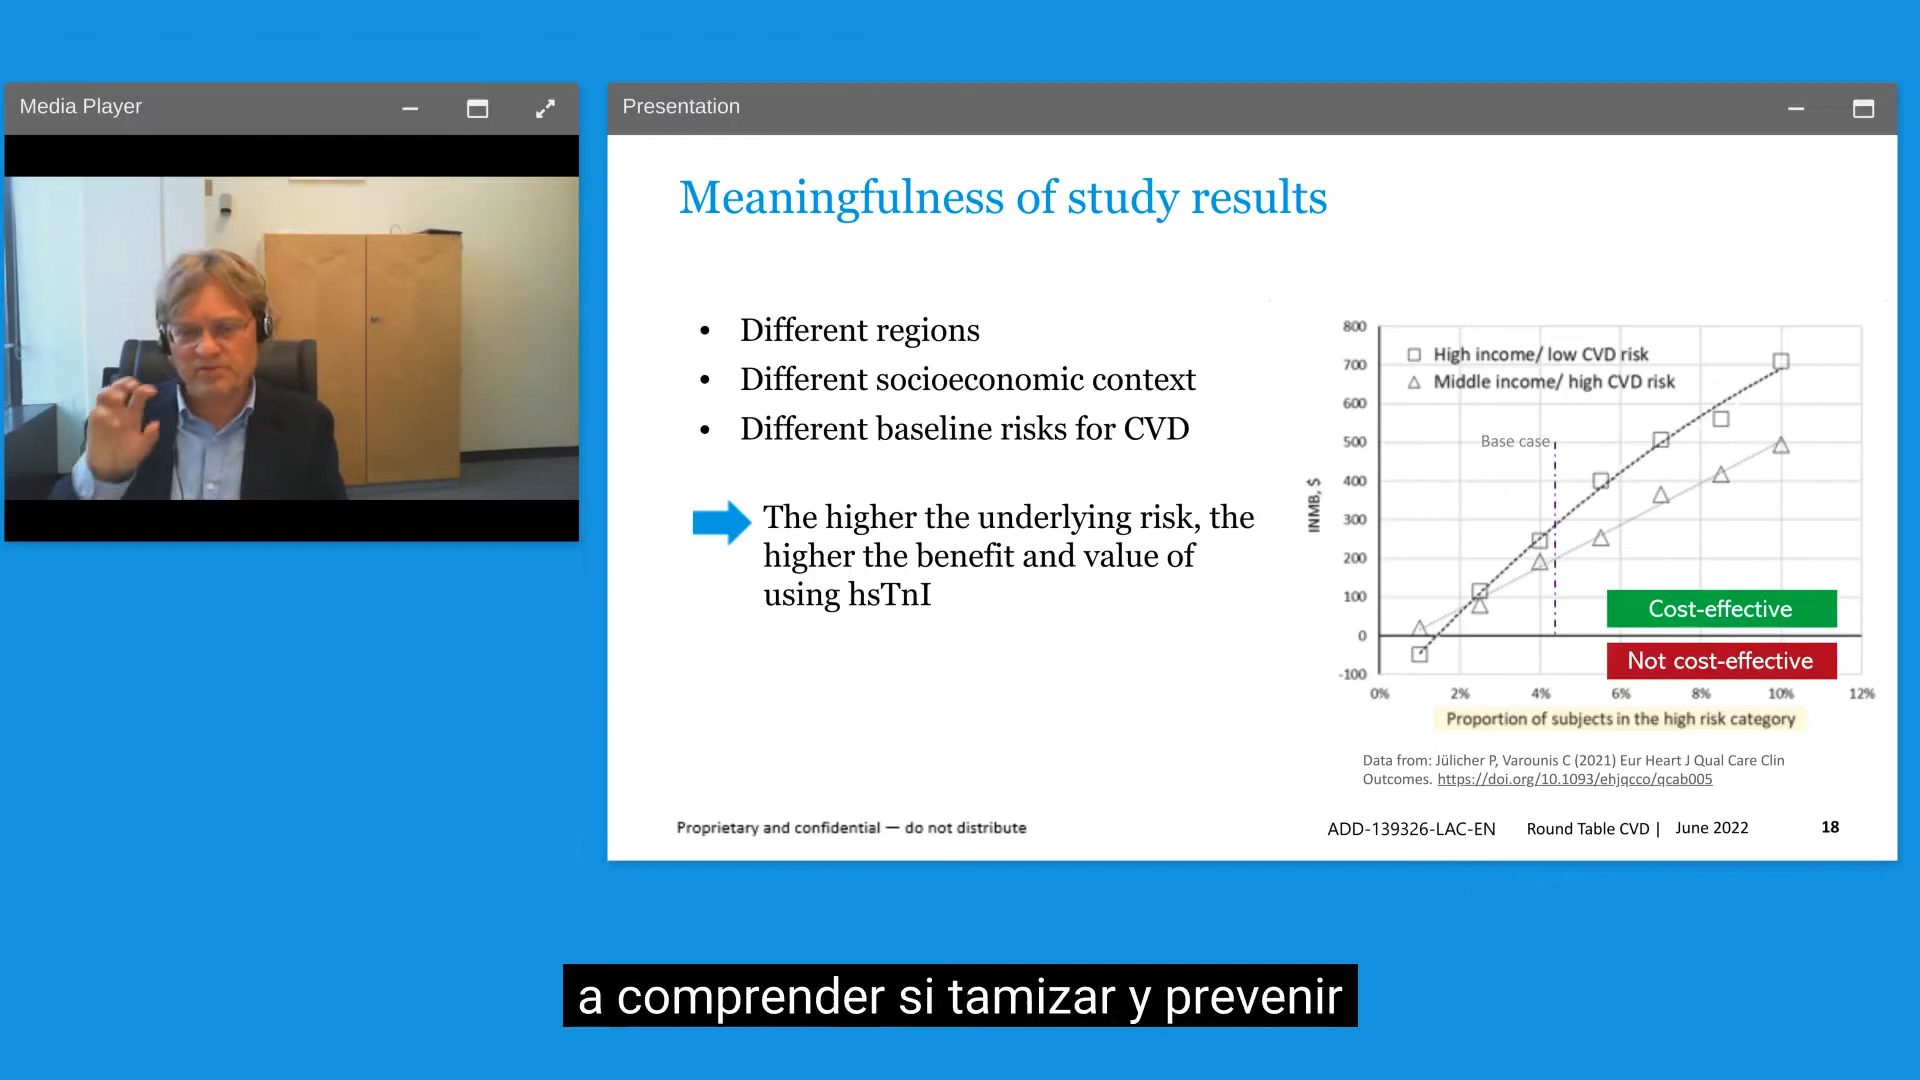 Media Player
Presentation
Meaningfulness of study results
• Different regions
• Different socioeconomic context
• Different baseline risks for CVD
The higher the underlying risk, the
higher the benefit and value of
using hsTnI
800
700
600
500
400
300
200
100
0
-100
INMB, $
High income/ low CVD risk
Middle income/ high CVD risk
Base case
Cost-effective
Not cost-effective
0% 2% 4% 6% 8% 10% 12%
Proportion of subjects in the high risk category
Data from: Jülicher P, Varounis C (2021) Eur Heart J Qual Care Clin
Outcomes. https://doi.org/10.1093/ehjqcco/qcab005
Proprietary and confidential — do not distribute
ADD-139326-LAC-EN Round Table CVD | June 2022 18
a comprender si tamizar y prevenir